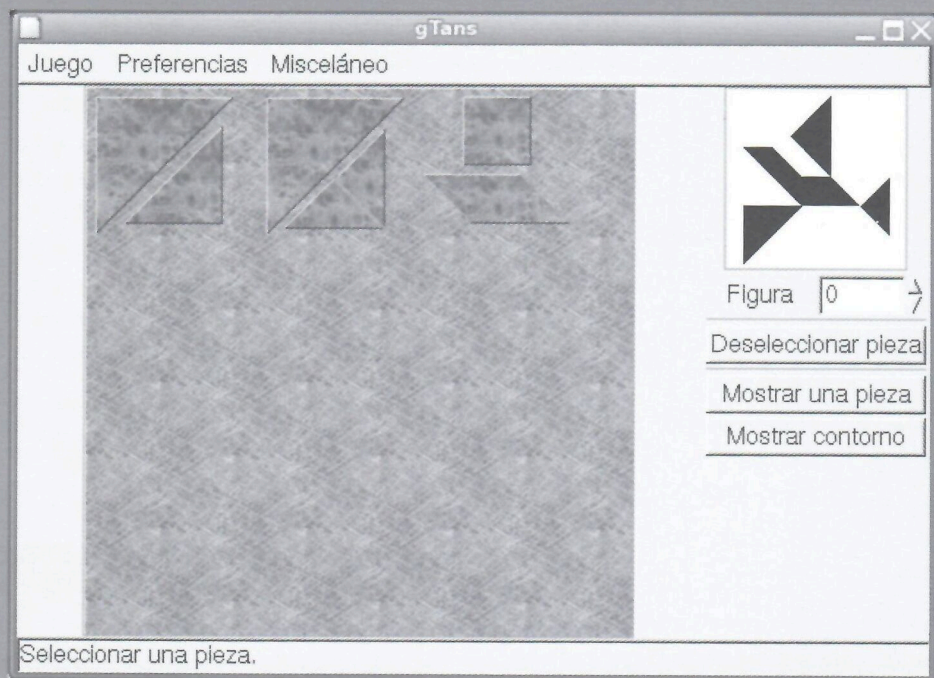 gTans
Juego Preferencias Misceláneo
Figura 0
Deseleccionar pieza
Mostrar una pieza
Mostrar contorno
Seleccionar una pieza.